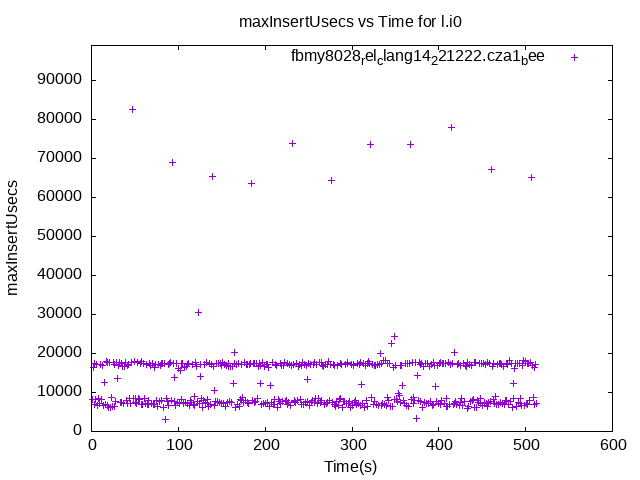 maxInsertUsecs vs Time for l.i0
fbmy8028relclang14221222.cza1bee
maxInsertUsecs
90000
80000
70000
60000
50000
40000
30000
20000
10000
0
0 100 200 300 400 500 600
Time(s)